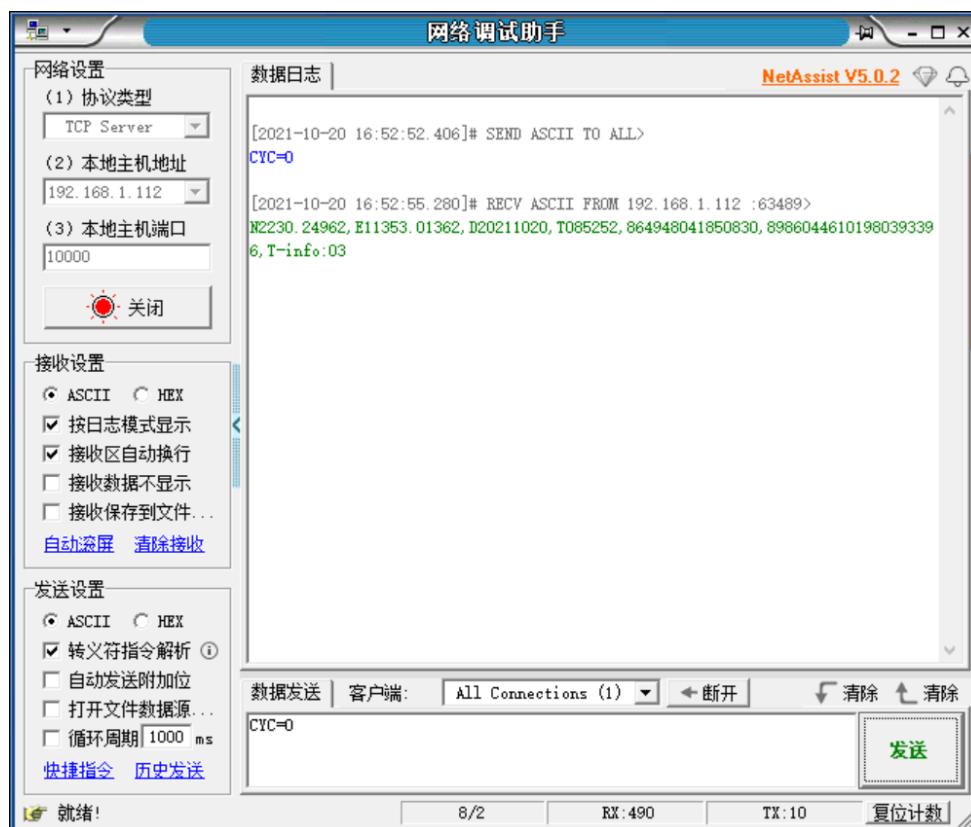 网络调试助手
网络设置
(1) 协议类型
TCP Server
(2) 本地主机地址
192.168.1.112
(3) 本地主机端口
10000
关闭
接收设置
ASCII HEX
按日志模式显示
接收区自动换行
接收数据不显示
接收保存到文件...
自动滚屏 清除接收
发送设置
ASCII HEX
转义符指令解析
自动发送附加位
打开文件数据源...
循环周期 1000 ms
快捷指令 历史发送
数据日志
NetAssist V5.0.2
[2021-10-20 16:52:52.406]# SEND ASCII TO ALL>
CYC=0
[2021-10-20 16:52:55.280]# RECV ASCII FROM 192.168.1.112 :63489>
N2230.24962,E11353.01362,D20211020,T085252,864948041850830,8986044610198039339
6,T-info:03
数据发送 客户端: All Connections (1) 断开 清除 清除
CYC=0
发送
就绪! 8/2 RX:490 TX:10 复位计数